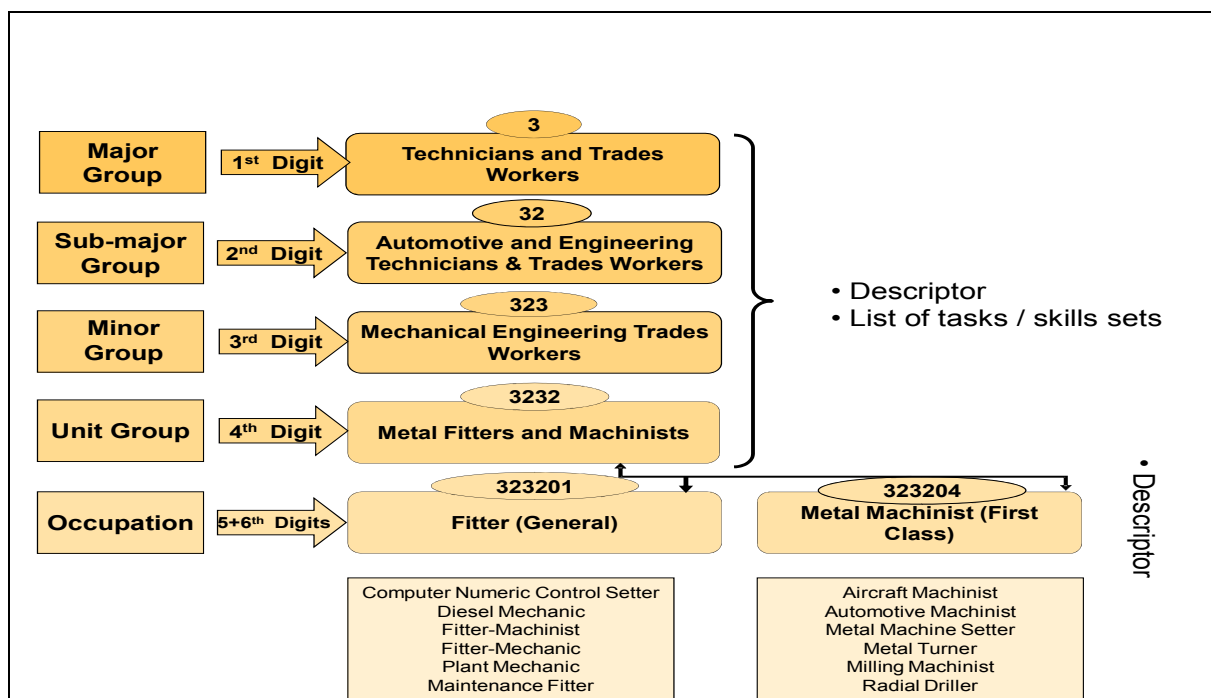 3
Major
Group
1st Digit
Technicians and Trades
Workers
32
Sub-major
Group
2nd Digit
Automotive and Engineering
Technicians & Trades Workers
323
Minor
Group
3rd Digit
Mechanical Engineering Trades
Workers
• Descriptor
• List of tasks / skills sets
3232
Unit Group
4th Digit
Metal Fitters and Machinists
323201
323204
Occupation
5+6th Digits
Fitter (General)
Metal Machinist (First
Class)
• Descriptor
Computer Numeric Control Setter
Diesel Mechanic
Fitter-Machinist
Fitter-Mechanic
Plant Mechanic
Maintenance Fitter
Aircraft Machinist
Automotive Machinist
Metal Machine Setter
Metal Turner
Milling Machinist
Radial Driller